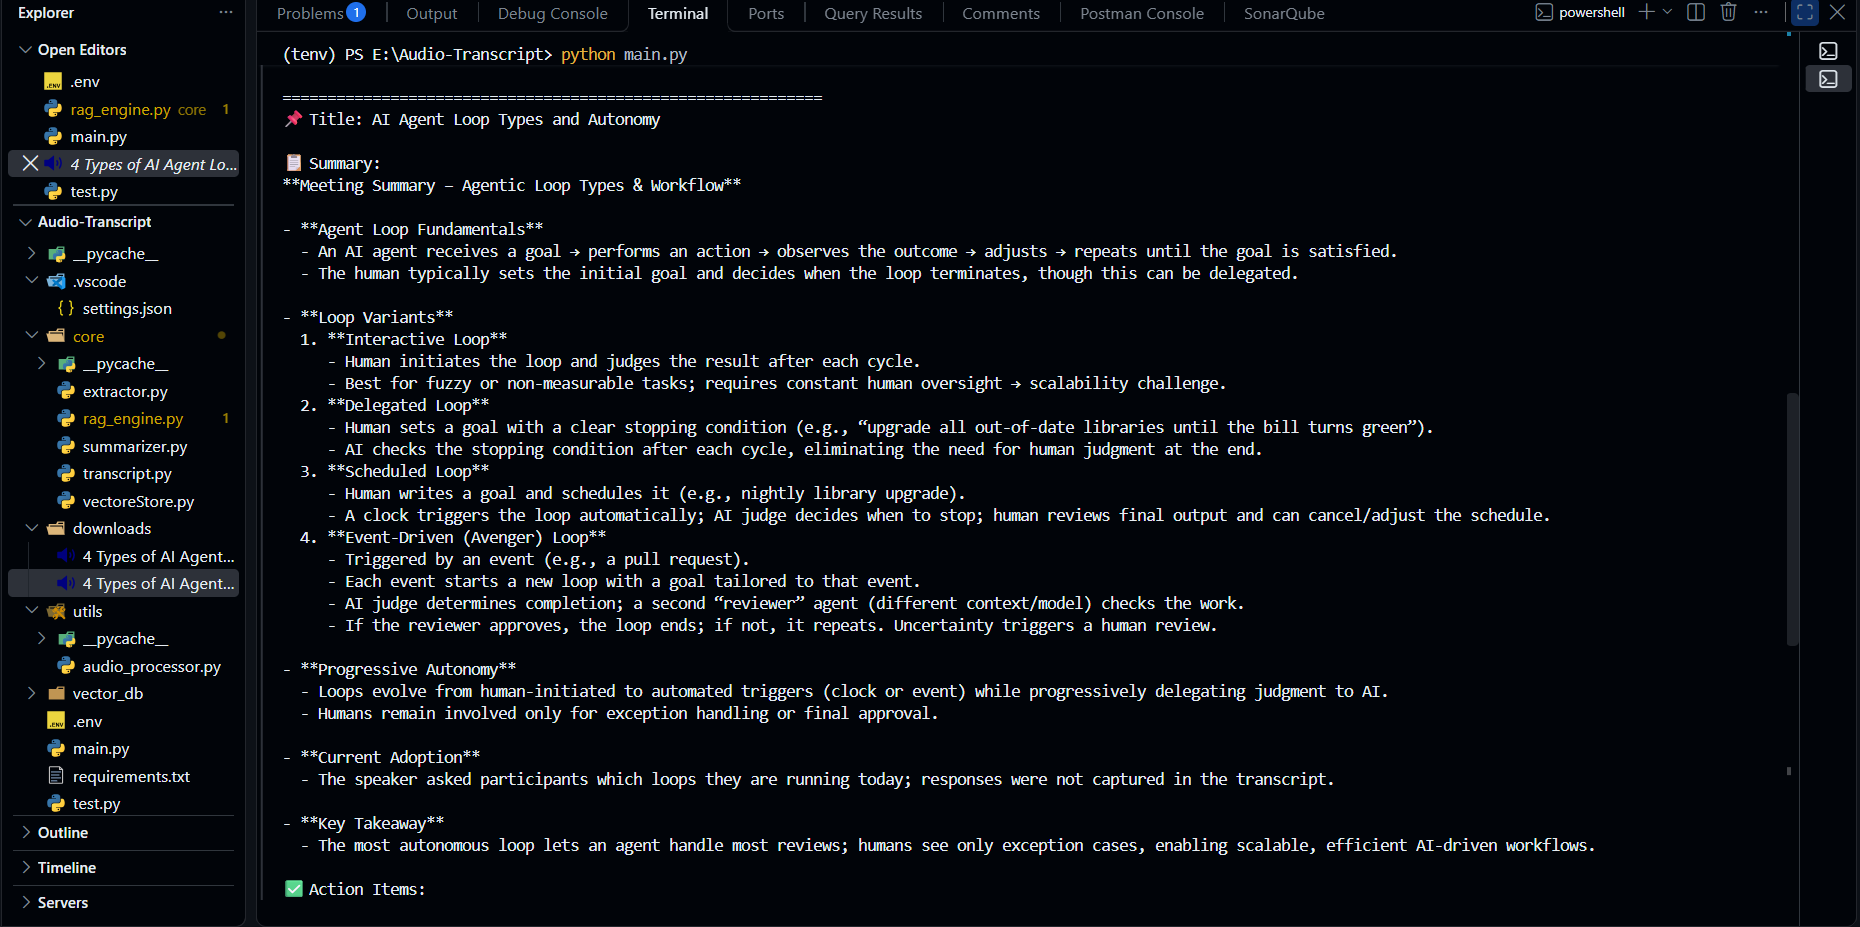 Explorer
Open Editors
.env
rag_engine.py core 1
main.py
4 Types of AI Agent Lo...
test.py
Audio-Transcript
__pycache__
.vscode
settings.json
core
__pycache__
extractor.py
rag_engine.py 1
summarizer.py
transcript.py
vectoreStore.py
downloads
4 Types of AI Agent...
4 Types of AI Agent...
utils
__pycache__
audio_processor.py
vector_db
.env
main.py
requirements.txt
test.py
Outline
Timeline
Servers
Problems 1 Output Debug Console Terminal Ports Query Results Comments Postman Console SonarQube
powershell
(tenv) PS E:\Audio-Transcript> python main.py
============================================================
📌 Title: AI Agent Loop Types and Autonomy
📋 Summary:
**Meeting Summary – Agentic Loop Types & Workflow**
- **Agent Loop Fundamentals**
- An AI agent receives a goal → performs an action → observes the outcome → adjusts → repeats until the goal is satisfied.
- The human typically sets the initial goal and decides when the loop terminates, though this can be delegated.
- **Loop Variants**
1. **Interactive Loop**
- Human initiates the loop and judges the result after each cycle.
- Best for fuzzy or non-measurable tasks; requires constant human oversight → scalability challenge.
2. **Delegated Loop**
- Human sets a goal with a clear stopping condition (e.g., “upgrade all out-of-date libraries until the bill turns green”).
- AI checks the stopping condition after each cycle, eliminating the need for human judgment at the end.
3. **Scheduled Loop**
- Human writes a goal and schedules it (e.g., nightly library upgrade).
- A clock triggers the loop automatically; AI judge decides when to stop; human reviews final output and can cancel/adjust the schedule.
4. **Event-Driven (Avenger) Loop**
- Triggered by an event (e.g., a pull request).
- Each event starts a new loop with a goal tailored to that event.
- AI judge determines completion; a second “reviewer” agent (different context/model) checks the work.
- If the reviewer approves, the loop ends; if not, it repeats. Uncertainty triggers a human review.
- **Progressive Autonomy**
- Loops evolve from human-initiated to automated triggers (clock or event) while progressively delegating judgment to AI.
- Humans remain involved only for exception handling or final approval.
- **Current Adoption**
- The speaker asked participants which loops they are running today; responses were not captured in the transcript.
- **Key Takeaway**
- The most autonomous loop lets an agent handle most reviews; humans see only exception cases, enabling scalable, efficient AI-driven workflows.
✅ Action Items: